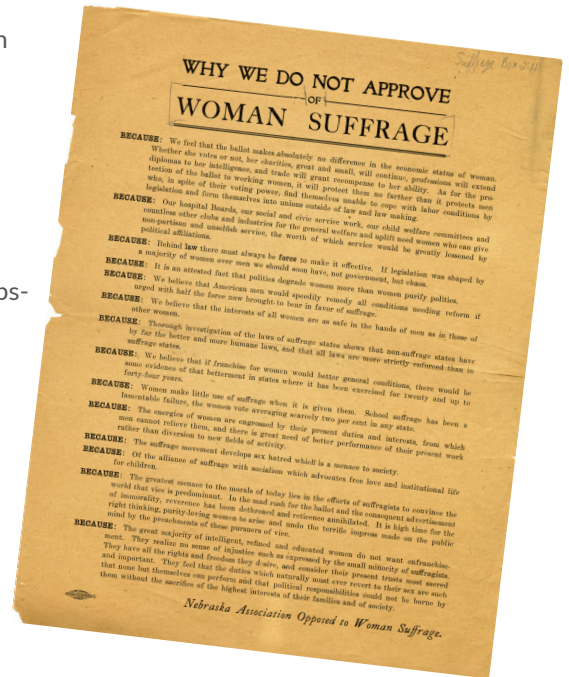 n
os-
Suffrage Box 2:11
WHY WE DO NOT APPROVE
OF
WOMAN SUFFRAGE
BECAUSE: We feel that the ballot makes absolutely no difference in the economic status of woman.
Whether she votes or not, her charities, great and small, will continue, professions will extend
diplomas to her intelligence, and trade will grant recompense to her ability. As for the pro-
tection of the ballot to working women, it will protect them no farther than it protects men
who, in spite of their voting power, find themselves unable to cope with labor conditions by
legislation and form themselves into unions outside of law and law making.
BECAUSE: Our hospital Boards, our social and civic service work, our child welfare committees and
countless other clubs and industries for the general welfare and uplift need women who can give
non-partisan and unselfish service, the worth of which service would be greatly lessened by
political affiliations.
BECAUSE: Behind law there must always be force to make it effective. If legislation was shaped by
a majority of women over men we should soon have, not government, but chaos.
BECAUSE: It is an attested fact that politics degrade women more than women purify politics.
BECAUSE: We believe that American men would speedily remedy all conditions needing reform if
urged with half the force now brought to bear in favor of suffrage.
BECAUSE: We believe that the interests of all women are as safe in the hands of men as in those of
other women.
BECAUSE: Thorough investigation of the laws of suffrage states shows that non-suffrage states have
by far the better and more humane laws, and that all laws are more strictly enforced than in
suffrage states.
BECAUSE: We believe that if franchise for women would better general conditions, there would be
some evidence of that betterment in states where it has been exercised for twenty and up to
forty-four years.
BECAUSE: Women make little use of suffrage when it is given them. School suffrage has been a
lamentable failure, the women vote averaging scarcely two per cent in any state.
BECAUSE: The energies of women are engrossed by their present duties and interests, from which
men cannot relieve them, and there is great need of better performance of their present work
rather than diversion to new fields of activity.
BECAUSE: The suffrage movement develops sex hatred which is a menace to society.
BECAUSE: Of the alliance of suffrage with socialism which advocates free love and institutional life
for children.
BECAUSE: The greatest menace to the morals of today lies in the efforts of suffragists to convince the
world that vice is predominant. In the mad rush for the ballot and the consequent advertisement
of immorality, reverence has been dethroned and reticence annihilated. It is high time for the
right thinking, purity-loving women to arise and undo the terrific impress made on the public
mind by the preachments of these pursuers of vice.
BECAUSE: The great majority of intelligent, refined and educated women do not want enfranchise-
ment. They realize no sense of injustice such as expressed by the small minority of suffragists.
They have all the rights and freedom they desire, and consider their present trusts most sacred
and important. They feel that the duties which naturally must ever revert to their sex are such
that none but themselves can perform and that political responsibilities could not be borne by
them without the sacrifice of the highest interests of their families and of society.
Nebraska Association Opposed to Woman Suffrage.